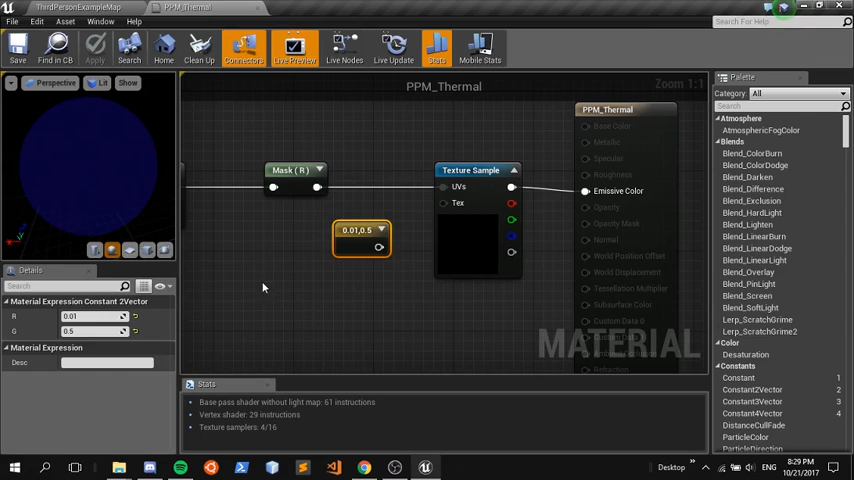 ThirdPersonExampleMap
PPM_Thermal
File Edit Asset Window Help
Search For Help
Save
Find in CB
Apply
Search
Home
Clean Up
Connectors
Live Preview
Live Nodes
Live Update
Stats
Mobile Stats
Perspective
Lit
Show
PPM_Thermal
Zoom 1:1
Mask ( R )
0.01,0.5
Texture Sample
UVs
Tex
PPM_Thermal
Base Color
Metallic
Specular
Roughness
Emissive Color
Opacity
Opacity Mask
Normal
World Position Offset
World Displacement
Tessellation Multiplier
Subsurface Color
Custom Data 0
Ambient Occlusion
Refraction
MATERIAL
Details
Search
Material Expression Constant 2Vector
R 0.01
G 0.5
Material Expression
Desc
Stats
Base pass shader without light map: 61 instructions
Vertex shader: 29 instructions
Texture samplers: 4/16
Palette
Category: All
Search
Atmosphere
AtmosphericFogColor
Blends
Blend_ColorBurn
Blend_ColorDodge
Blend_Darken
Blend_Difference
Blend_Exclusion
Blend_HardLight
Blend_Lighten
Blend_LinearBurn
Blend_LinearDodge
Blend_LinearLight
Blend_Overlay
Blend_PinLight
Blend_Screen
Blend_SoftLight
Lerp_ScratchGrime
Lerp_ScratchGrime2
Color
Desaturation
Constants
Constant 1
Constant2Vector 2
Constant3Vector 3
Constant4Vector 4
DistanceCullFade
ParticleColor
ParticleDirection
Desktop
ENG
8:29 PM
10/21/2017